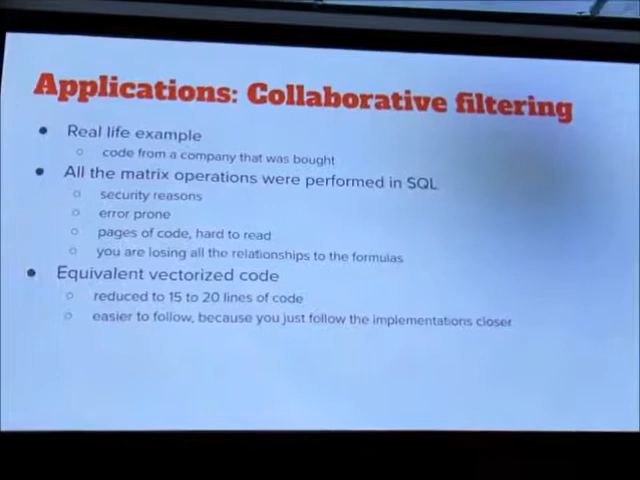 Applications: Collaborative filtering
● Real life example
○ code from a company that was bought
● All the matrix operations were performed in SQL
○ security reasons
○ error prone
○ pages of code, hard to read
○ you are losing all the relationships to the formulas
● Equivalent vectorized code
○ reduced to 15 to 20 lines of code
○ easier to follow, because you just follow the implementations closer